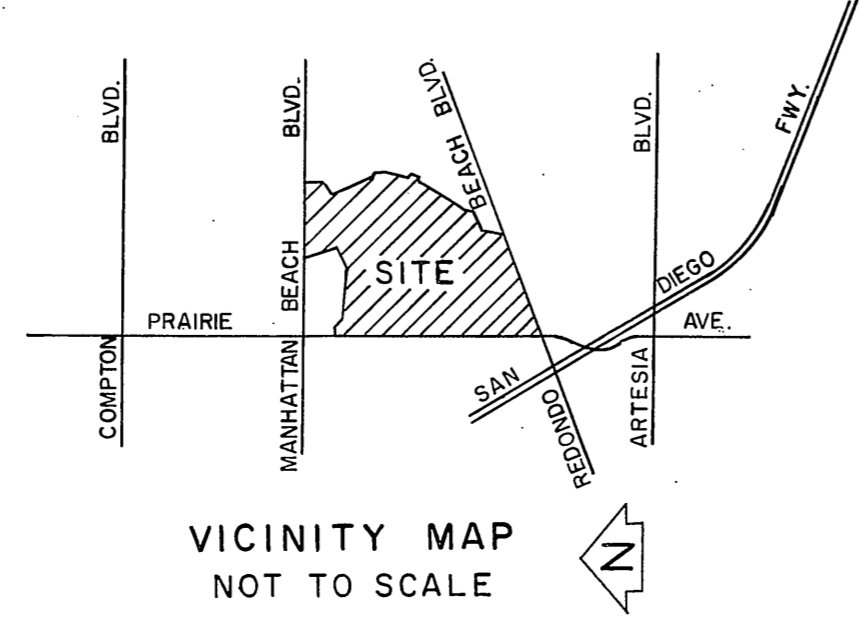 COMPTON BLVD.
MANHATTAN BEACH BLVD.
REDONDO BEACH BLVD.
ARTESIA BLVD.
SAN DIEGO FWY.
SITE
PRAIRIE AVE.
VICINITY MAP
NOT TO SCALE
N